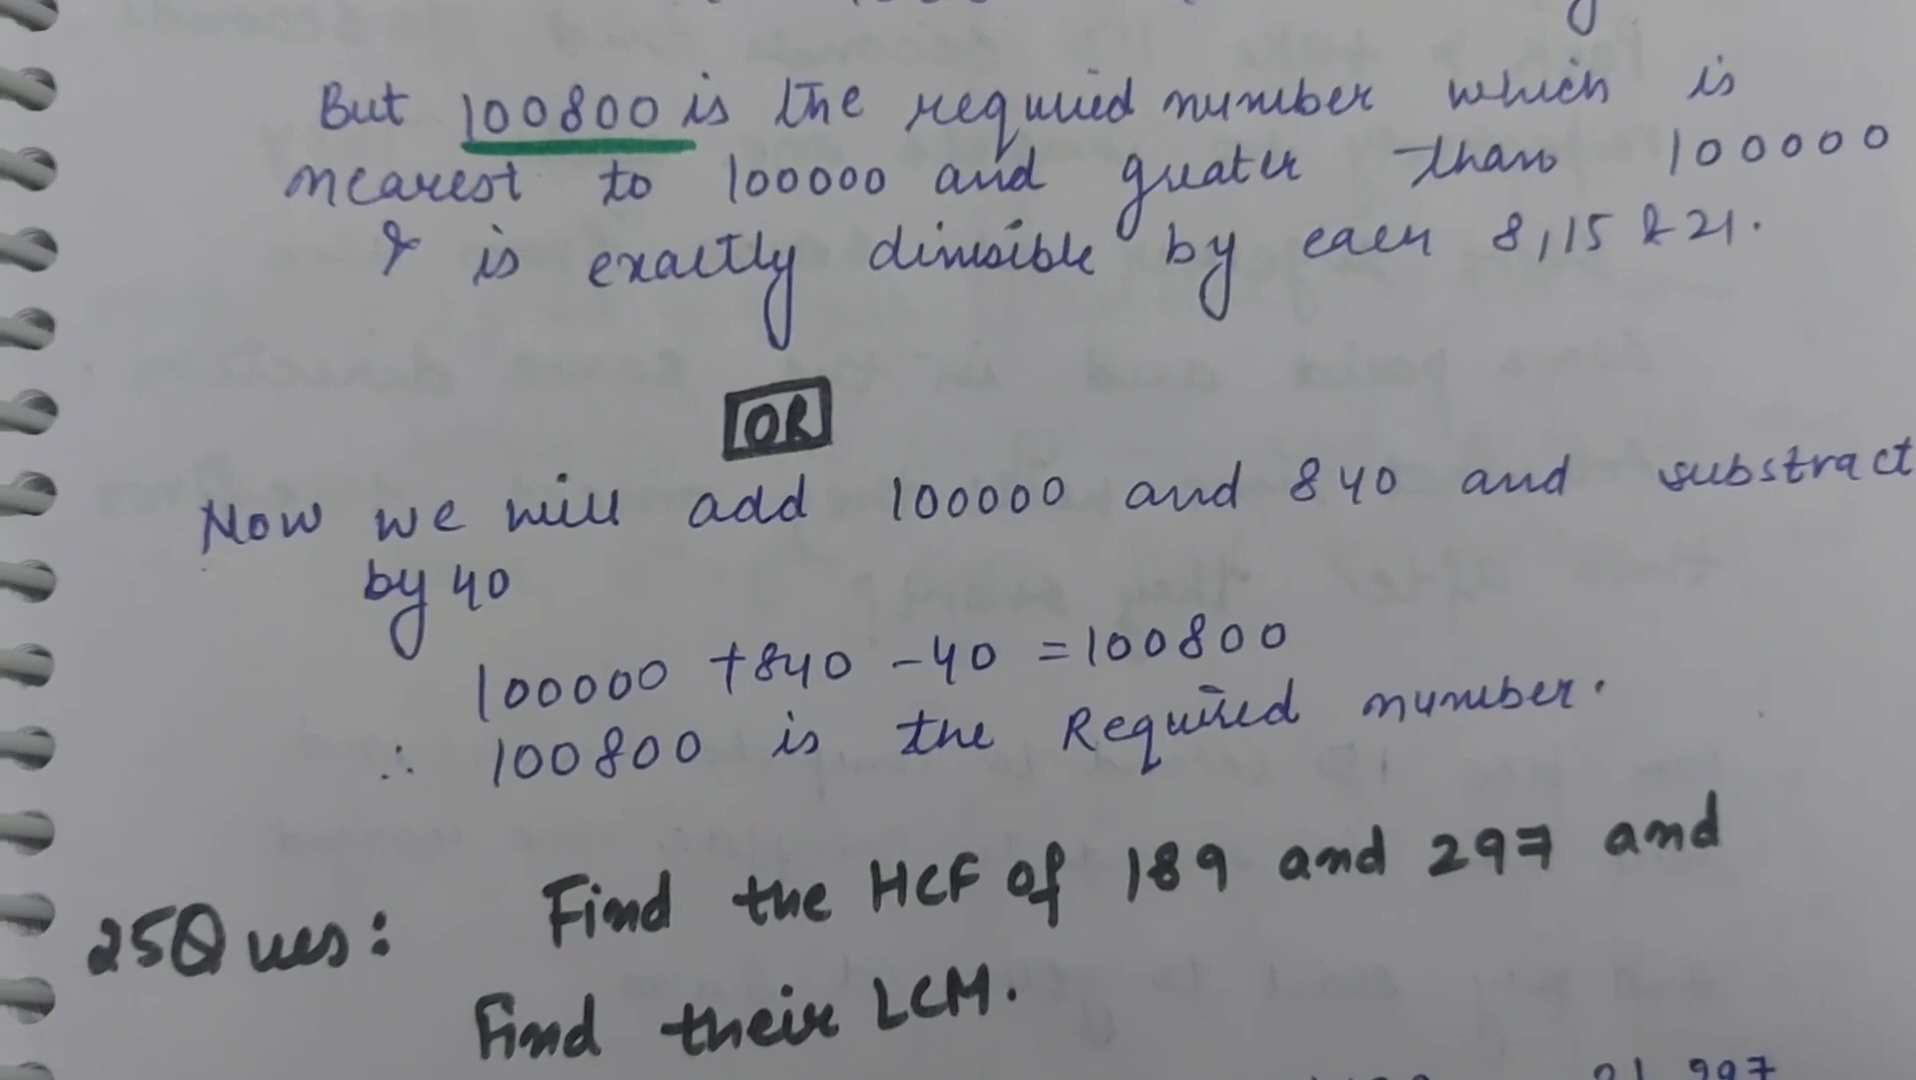 But 100800 is the required number which is
nearest to 100000 and greater than 100000
& is exactly divisible by each 8,15 & 21.
OR
Now we will add 100000 and 840 and substract
by 40
100000 +840 -40 =100800
∴ 100800 is the Required number.
25Ques: Find the HCF of 189 and 297 and
Find their LCM.
297